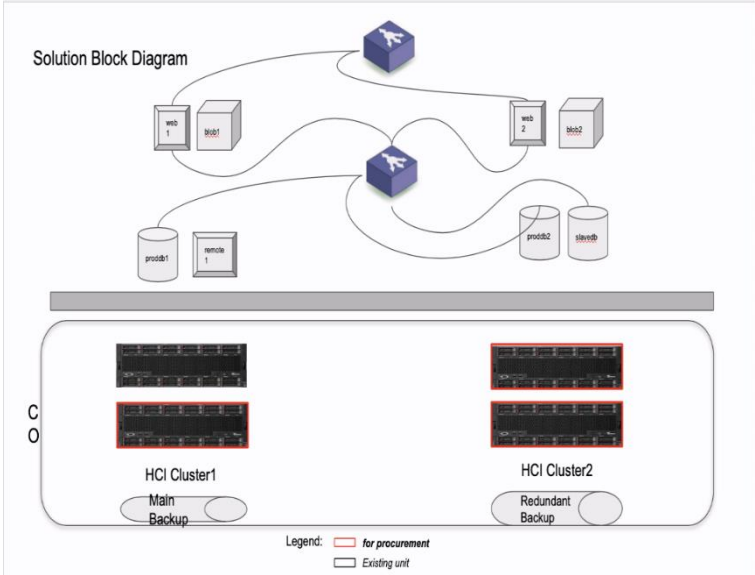 Solution Block Diagram
web
1
blob1
web
2
blob2
proddb1
remote
1
proddb2
slavedb
C
O
HCI Cluster1
HCI Cluster2
Main
Backup
Redundant
Backup
Legend:
for procurement
Existing unit